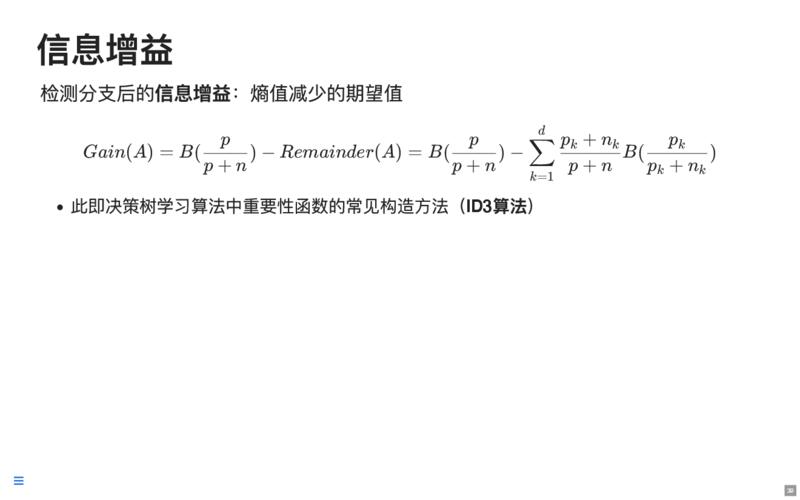 信息增益
检测分支后的信息增益：熵值减少的期望值
Gain(A) = B(\frac{p}{p+n}) − Remainder(A) = B(\frac{p}{p+n}) − \sum_{k=1}^{d} \frac{p_k+n_k}{p+n} B(\frac{p_k}{p_k+n_k})
• 此即决策树学习算法中重要性函数的常见构造方法（ID3算法）